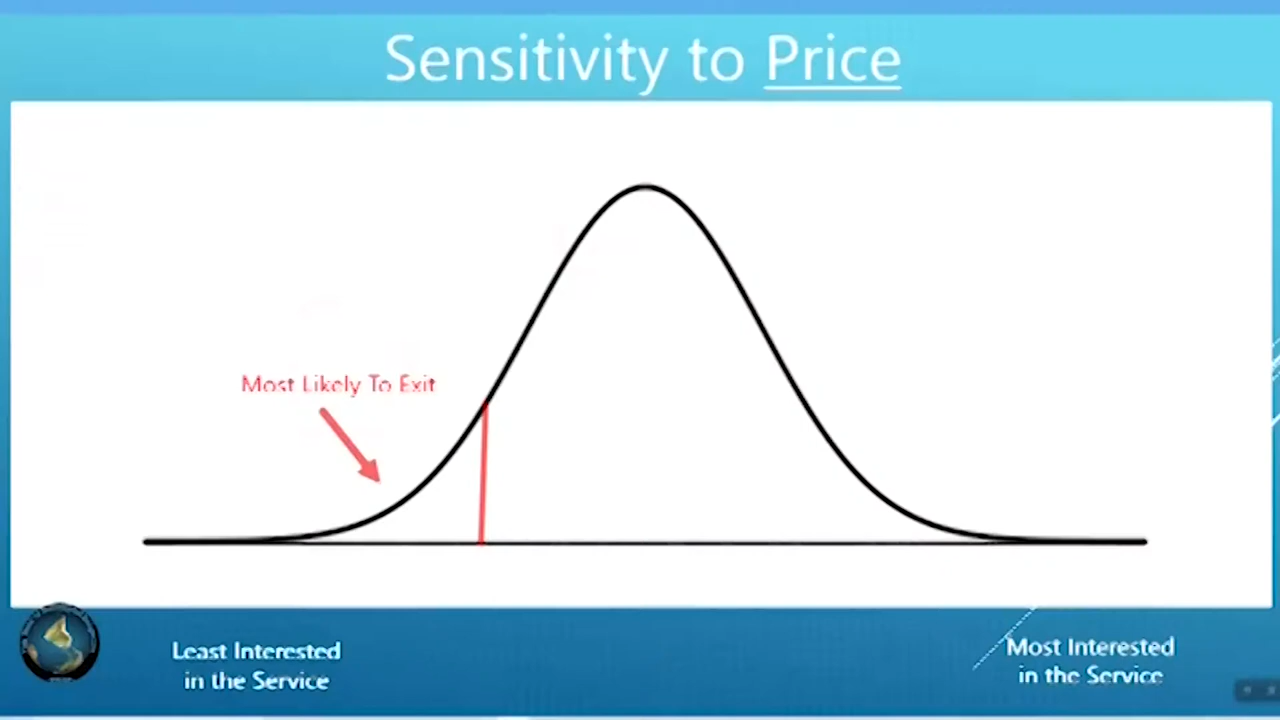 Sensitivity to Price
Most Likely To Exit
Least Interested
in the Service
Most Interested
in the Service